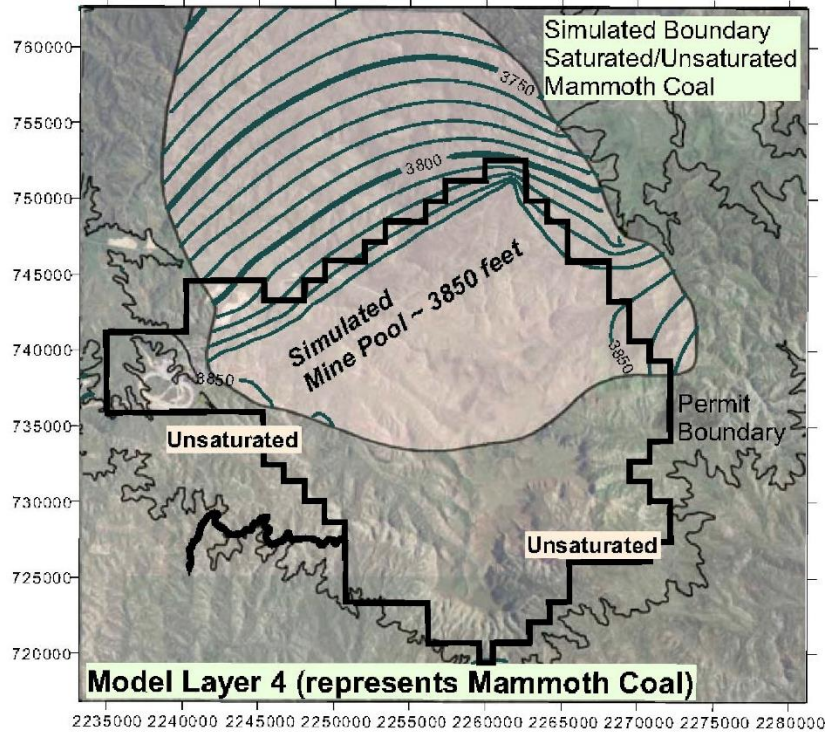 Simulated Boundary
Saturated/Unsaturated
Mammoth Coal
760000
755000
750000
745000
740000
735000
730000
725000
720000
3750
3800
Simulated
Mine Pool ~ 3850 feet
3850
3850
Permit
Boundary
Unsaturated
Unsaturated
Model Layer 4 (represents Mammoth Coal)
2235000 2240000 2245000 2250000 2255000 2260000 2265000 2270000 2275000 2280000